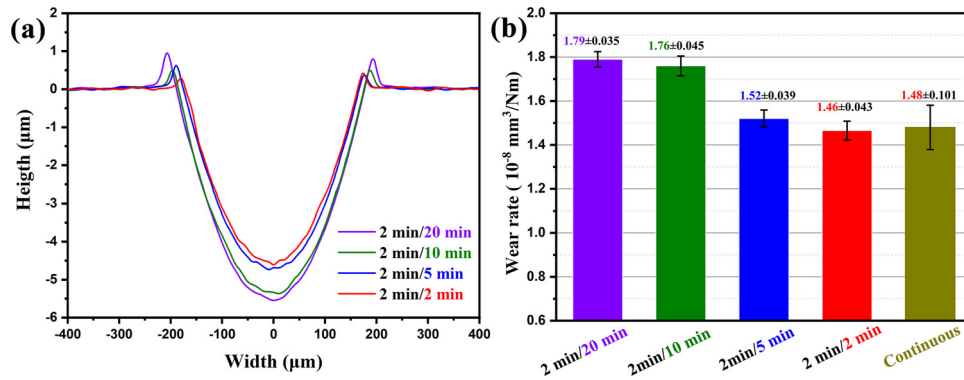 (a)
2
1
0
-1
-2
-3
-4
-5
-6
Heigth (μm)
-400
-300
-200
-100
0
100
200
300
400
Width (μm)
2 min/20 min
2 min/10 min
2 min/5 min
2 min/2 min
(b)
2.0
1.8
1.6
1.4
1.2
1.0
1.8
0.6
Wear rate ( 10⁻⁸ mm³/Nm)
1.79±0.035
1.76±0.045
1.52±0.039
1.46±0.043
1.48±0.101
2 min/20 min
2min/10 min
2min/5 min
2 min/2 min
Continuous